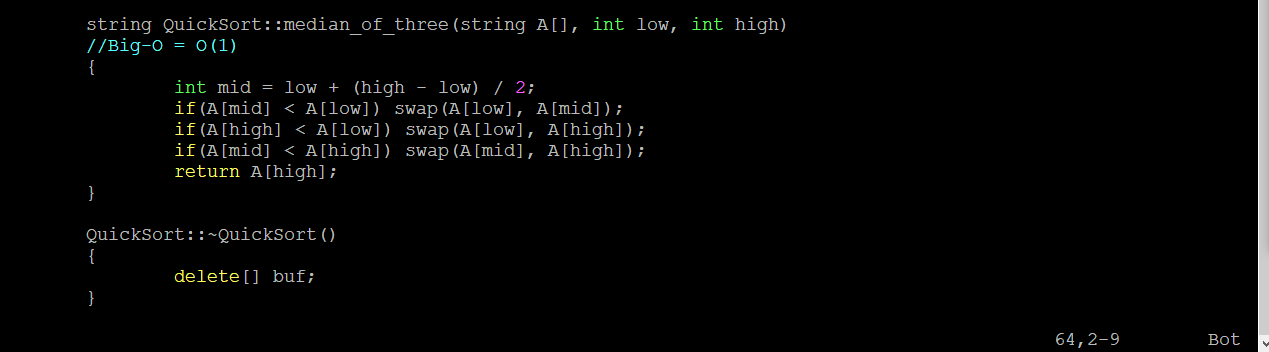 string QuickSort::median_of_three(string A[], int low, int high)
//Big-O = O(1)
{
int mid = low + (high - low) / 2;
if(A[mid] < A[low]) swap(A[low], A[mid]);
if(A[high] < A[low]) swap(A[low], A[high]);
if(A[mid] < A[high]) swap(A[mid], A[high]);
return A[high];
}
QuickSort::~QuickSort()
{
delete[] buf;
}
64,2-9 Bot